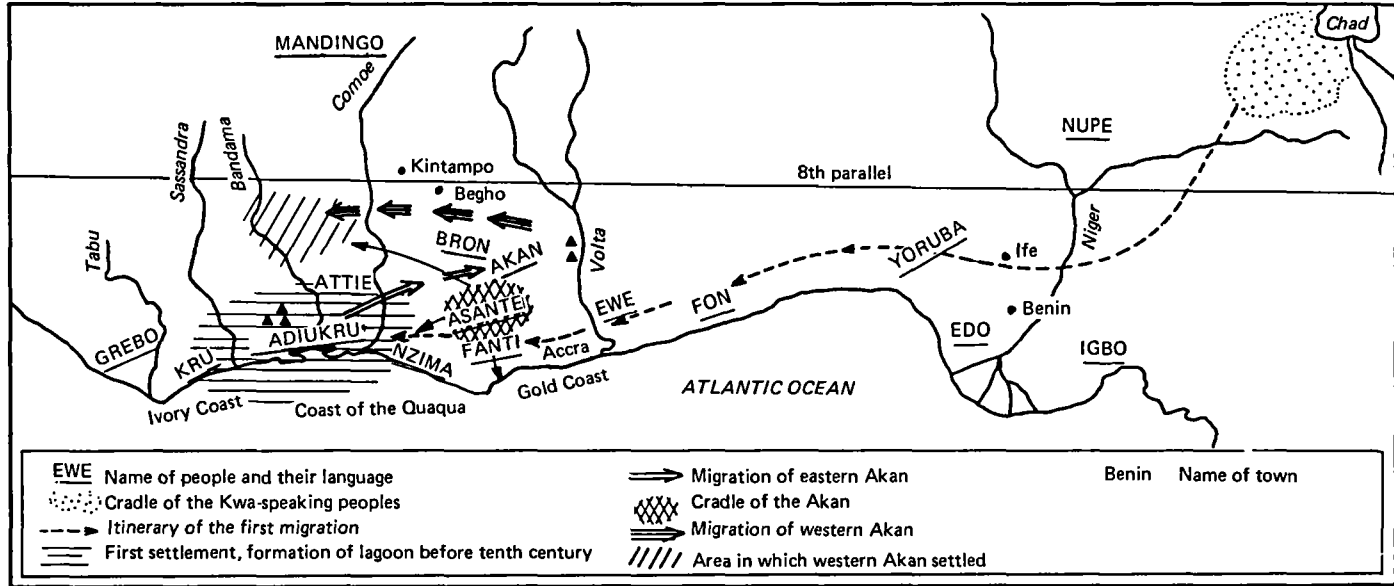 Chad
MANDINGO
Comoe
Sassandra
Bandama
NUPE
Kintampo
8th parallel
Begho
Niger
Tabu
BRON
AKAN
Volta
YORUBA
Ife
ATTIE
ASANTE
EWE
FON
Benin
GREBO
KRU
ADIUKRU
NZIMA
FANTI
Accra
EDO
IGBO
Ivory Coast
Coast of the Quaqua
Gold Coast
ATLANTIC OCEAN
EWE Name of people and their language
Cradle of the Kwa-speaking peoples
Itinerary of the first migration
First settlement, formation of lagoon before tenth century
Migration of eastern Akan
Cradle of the Akan
Migration of western Akan
Area in which western Akan settled
Benin Name of town